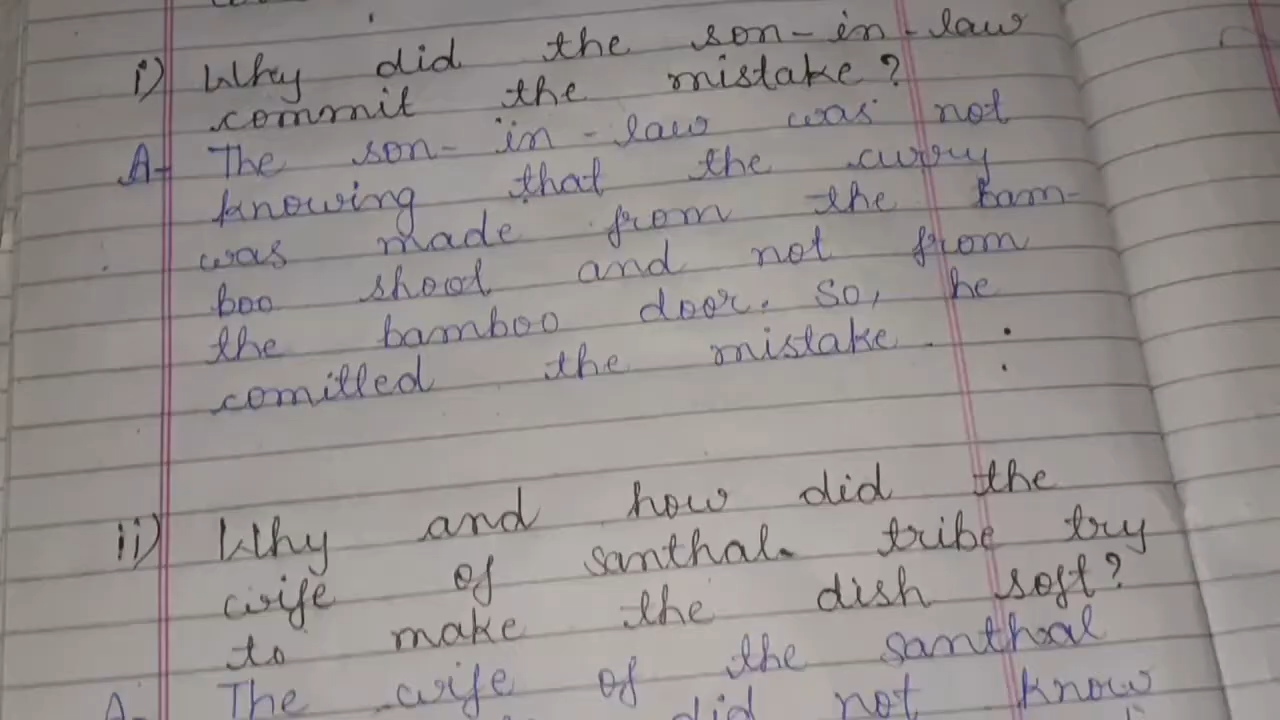 i) Why did the son-in-law
commit the mistake?
A- The son-in-law was not
knowing that the curry
was made from the bam-
boo shoot and not from
the bamboo door. So, he
comitted the mistake.
ii) Why and how did the
wife of santhal tribe try
to make the dish soft?
A- The wife of the santhal
did not know